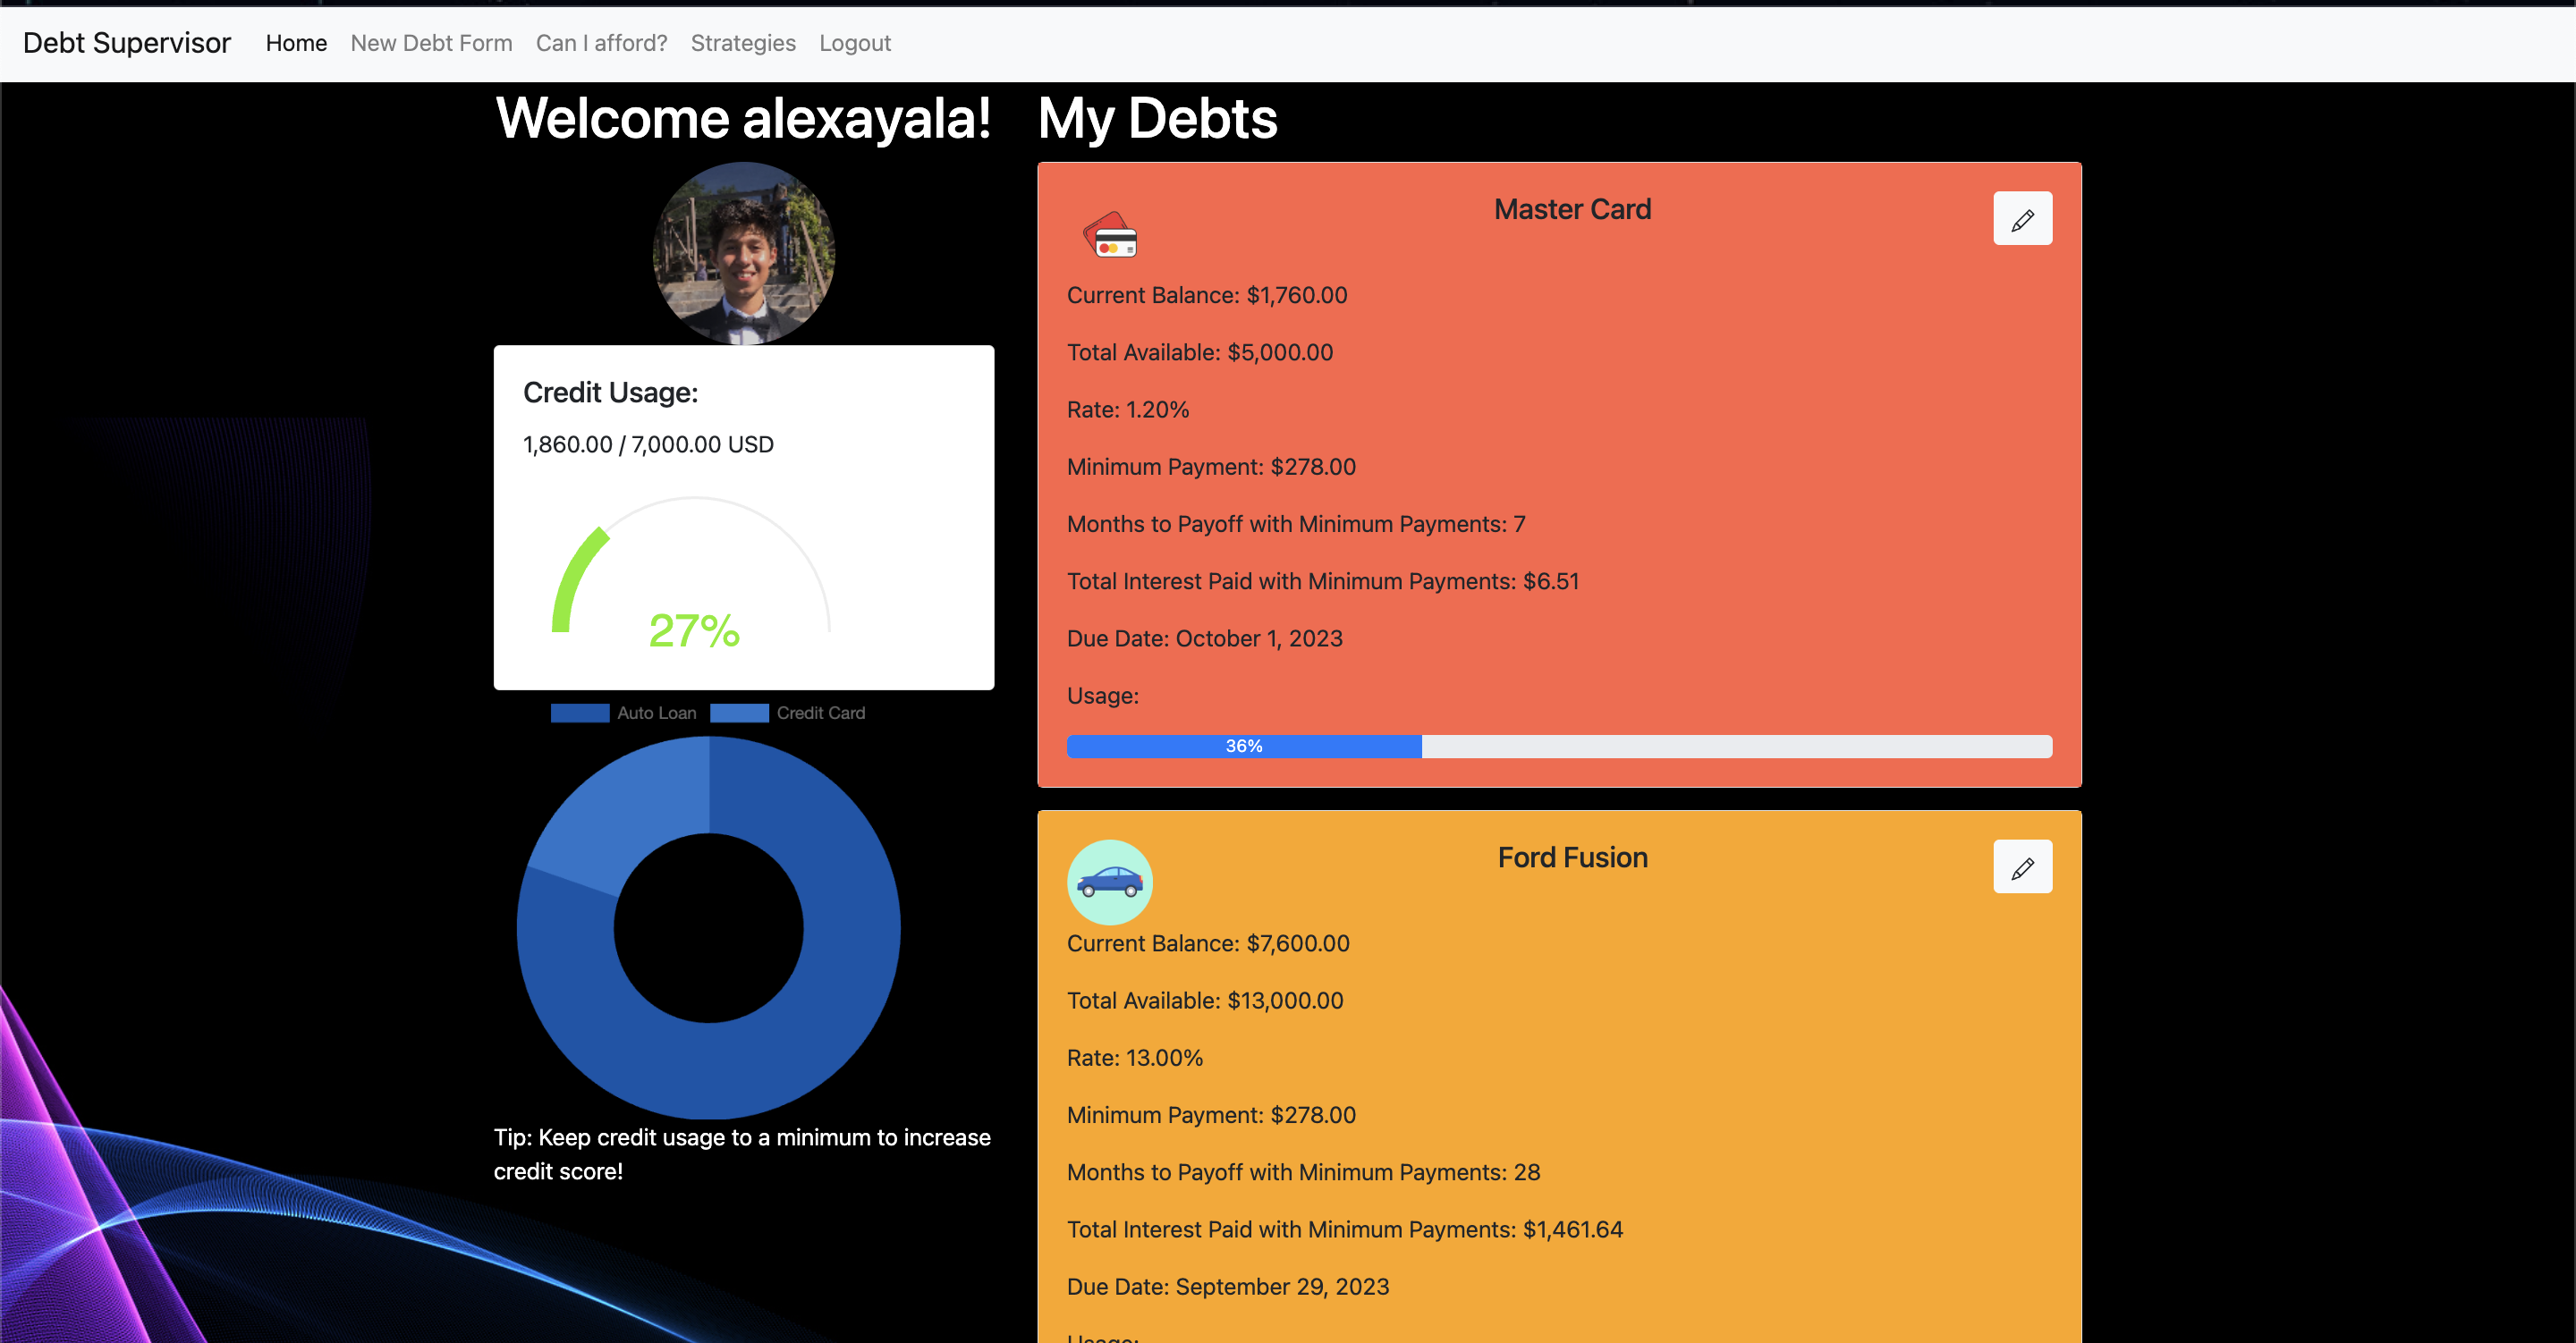 Debt Supervisor Home New Debt Form Can I afford? Strategies Logout
Welcome alexayala!
Credit Usage:
1,860.00 / 7,000.00 USD
27%
Auto Loan Credit Card
Tip: Keep credit usage to a minimum to increase
credit score!
My Debts
Master Card
Current Balance: $1,760.00
Total Available: $5,000.00
Rate: 1.20%
Minimum Payment: $278.00
Months to Payoff with Minimum Payments: 7
Total Interest Paid with Minimum Payments: $6.51
Due Date: October 1, 2023
Usage:
36%
Ford Fusion
Current Balance: $7,600.00
Total Available: $13,000.00
Rate: 13.00%
Minimum Payment: $278.00
Months to Payoff with Minimum Payments: 28
Total Interest Paid with Minimum Payments: $1,461.64
Due Date: September 29, 2023
Usage: